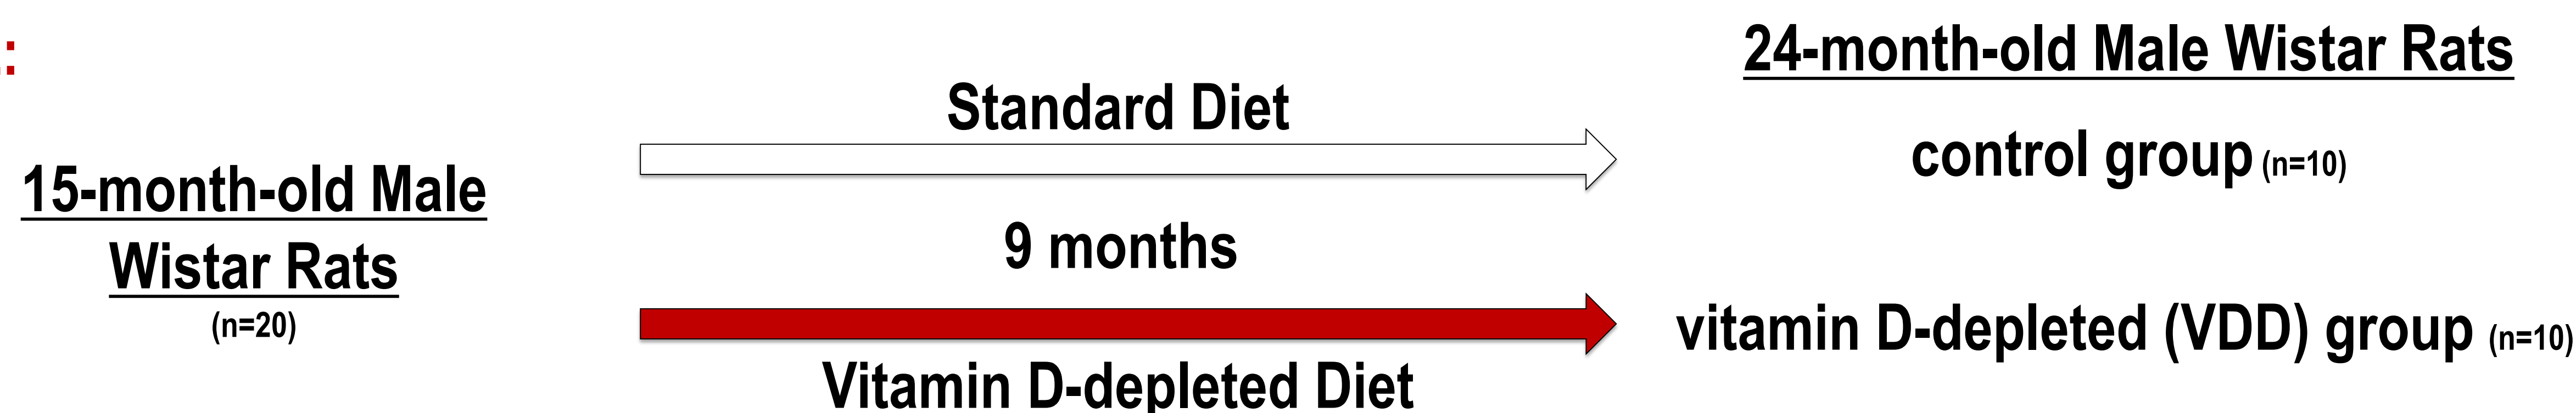 :
15-month-old Male
Wistar Rats
(n=20)
Standard Diet
9 months
Vitamin D-depleted Diet
24-month-old Male Wistar Rats
control group (n=10)
vitamin D-depleted (VDD) group (n=10)